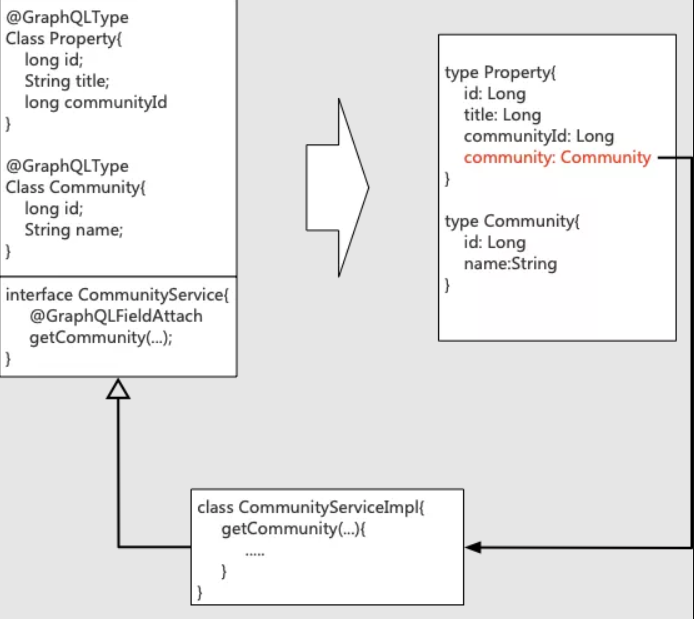 @GraphQLType
Class Property{
long id;
String title;
long communityId
}
@GraphQLType
Class Community{
long id;
String name;
}
interface CommunityService{
@GraphQLFieldAttach
getCommunity(...);
}
type Property{
id: Long
title: Long
communityId: Long
community: Community
}
type Community{
id: Long
name:String
}
class CommunityServiceImpl{
getCommunity(...){
.....
}
}